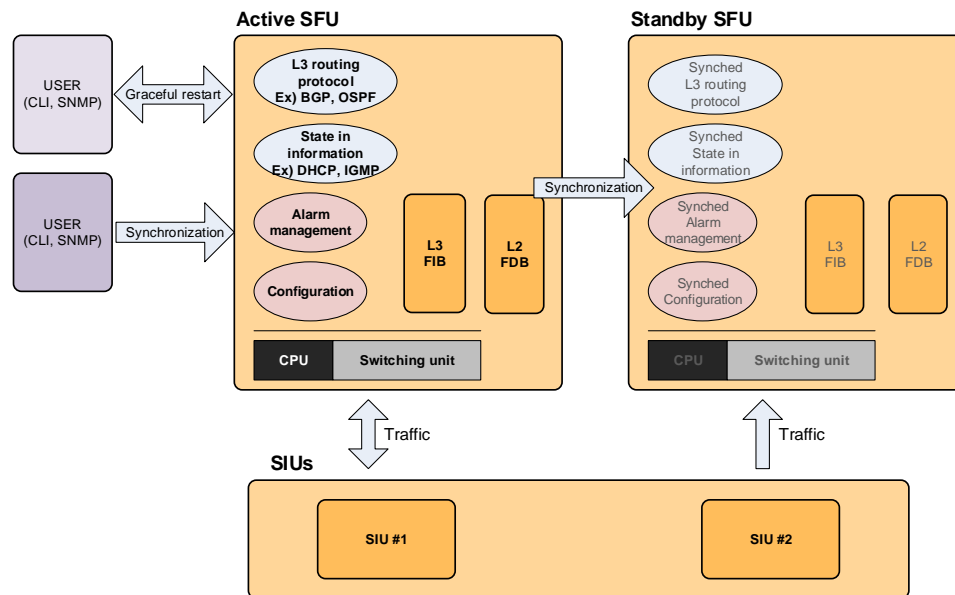 Active SFU
Standby SFU
USER
(CLI, SNMP)
Graceful restart
L3 routing
protocol
Ex) BGP, OSPF
State in
information
Ex) DHCP, IGMP
USER
(CLI, SNMP)
Synchronization
Alarm
management
Configuration
L3
FIB
L2
FDB
CPU
Switching unit
Synchronization
Synched
L3 routing
protocol
Synched
State in
information
Synched
Alarm
management
Synched
Configuration
L3
FIB
L2
FDB
CPU
Switching unit
Traffic
Traffic
SIUs
SIU #1
SIU #2